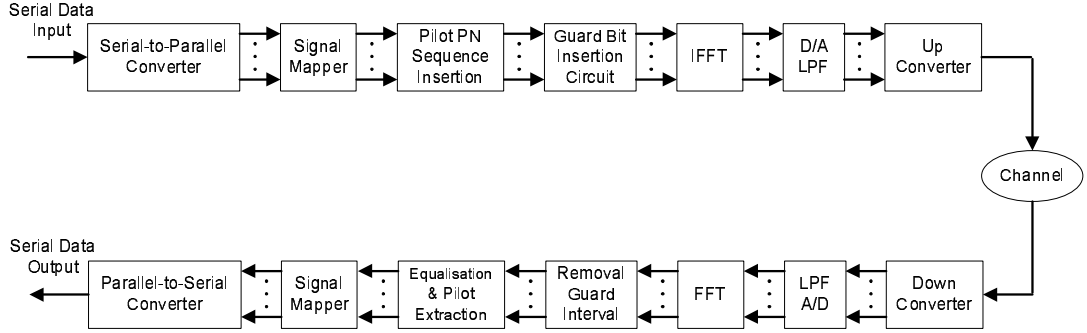 Serial Data
Input
Serial-to-Parallel
Converter
Signal
Mapper
Pilot PN
Sequence
Insertion
Guard Bit
Insertion
Circuit
IFFT
D/A
LPF
Up
Converter
Channel
Serial Data
Output
Parallel-to-Serial
Converter
Signal
Mapper
Equalisation
& Pilot
Extraction
Removal
Guard
Interval
FFT
LPF
A/D
Down
Converter